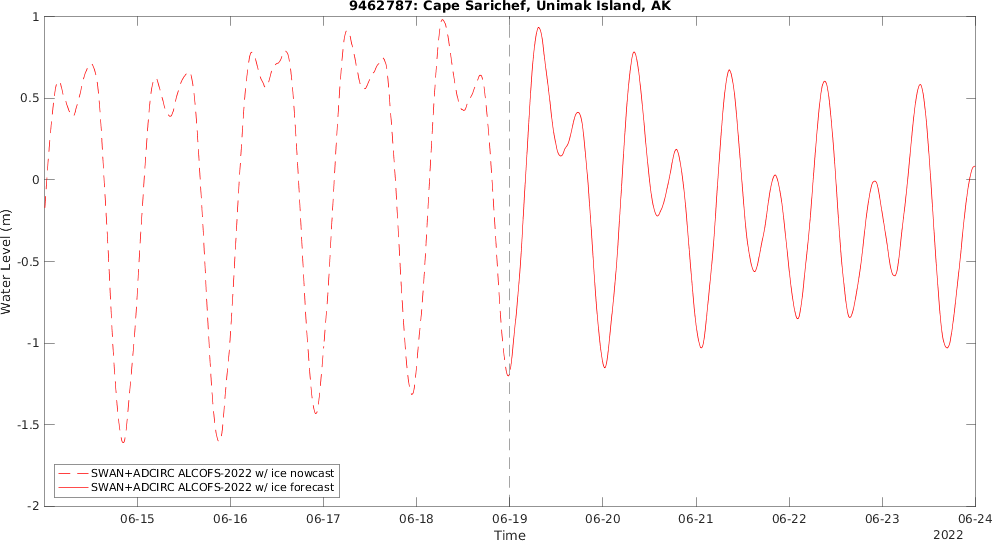 9462787: Cape Sarichef, Unimak Island, AK
1
0.5
0
-0.5
-1
-1.5
-2
Water Level (m)
SWAN+ADCIRC ALCOFS-2022 w/ ice nowcast
SWAN+ADCIRC ALCOFS-2022 w/ ice forecast
06-15 06-16 06-17 06-18 06-19 06-20 06-21 06-22 06-23 06-24
Time
2022